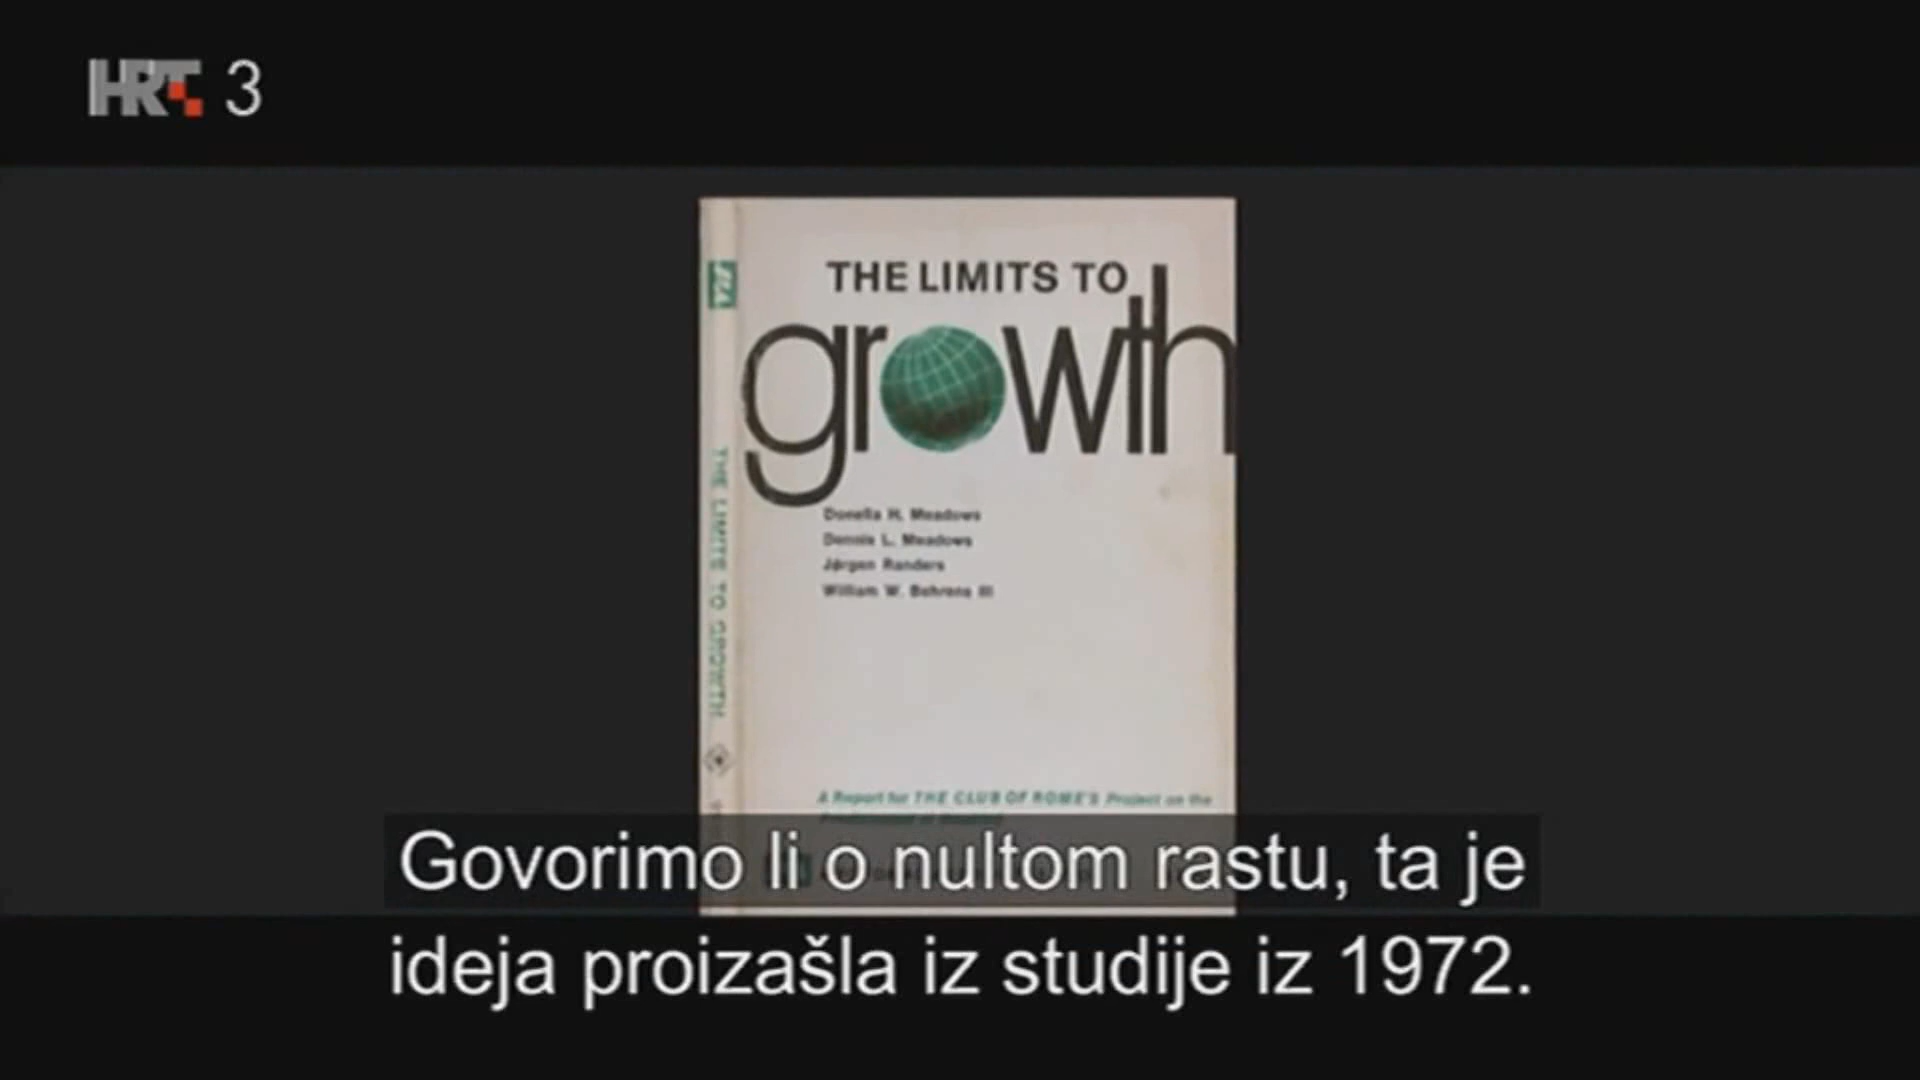 HRT 3
THE LIMITS TO
growth
THE LIMITS TO GROWTH
Donella H. Meadows
Dennis L. Meadows
Jørgen Randers
William W. Behrens III
A Report for THE CLUB OF ROME'S Project on the
Govorimo li o nultom rastu, ta je
ideja proizašla iz studije iz 1972.